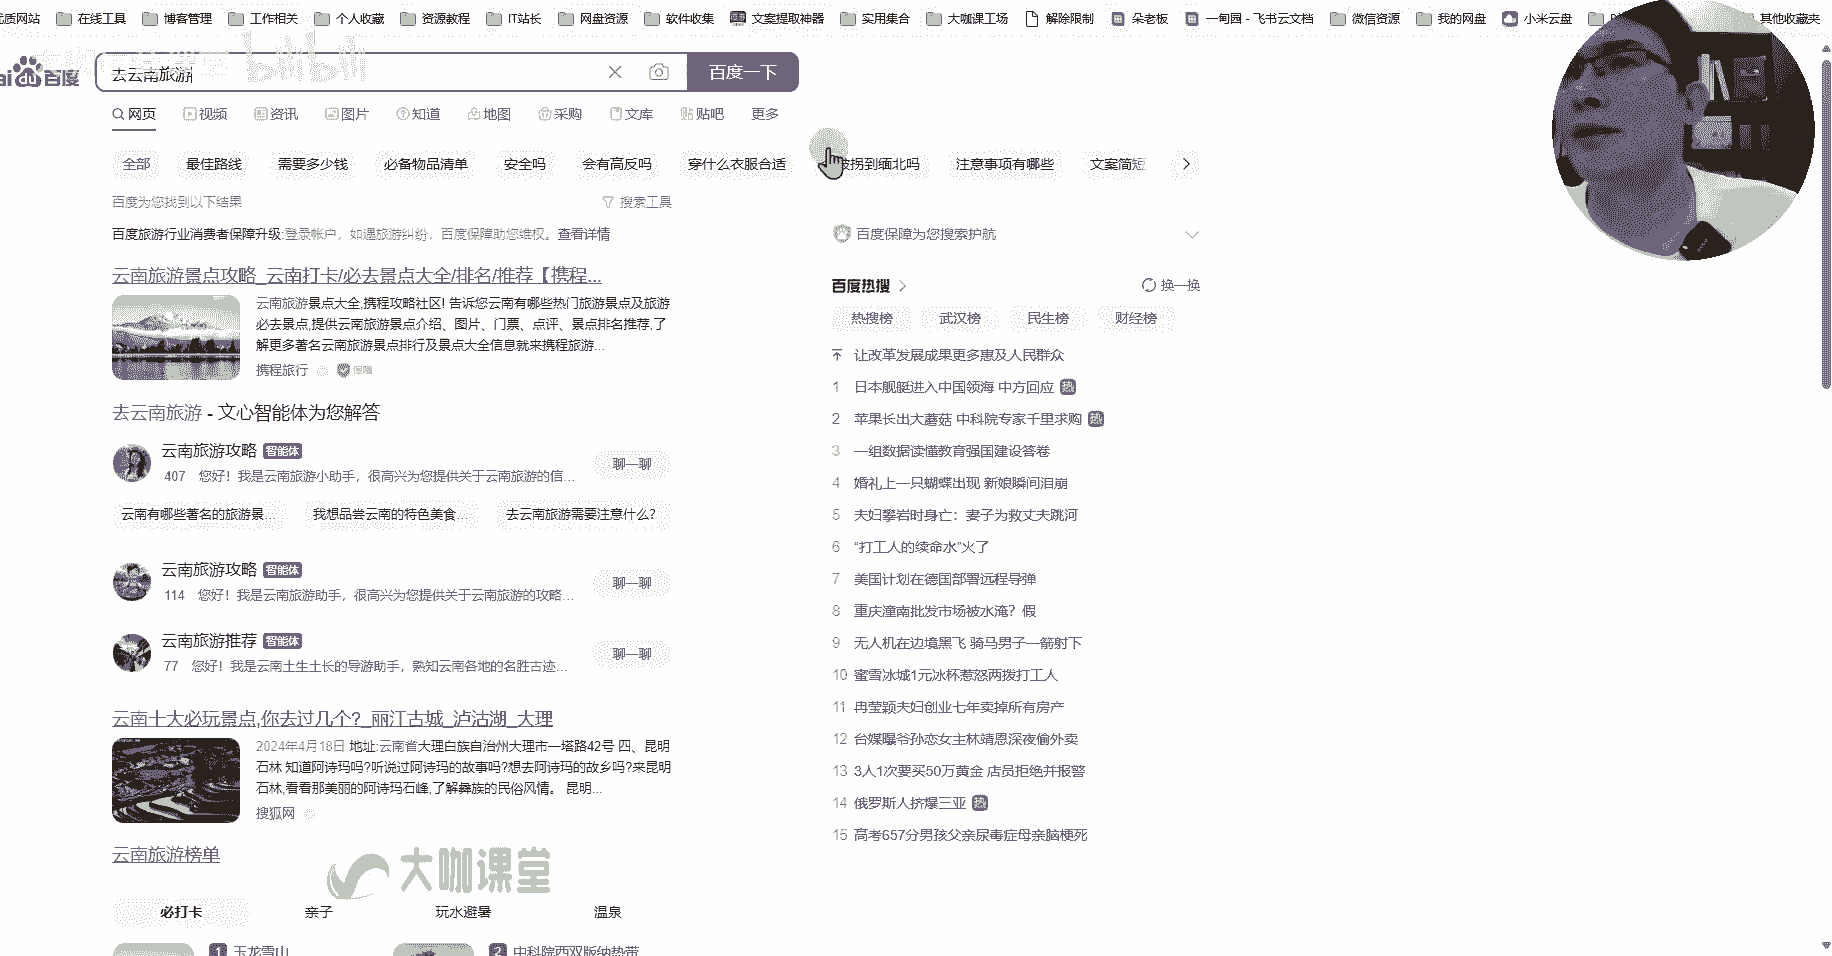 优质网站 在线工具 博客管理 工作相关 个人收藏 资源教程 IT站长 网盘资源 软件收集 文案提取神器 实用集合 大咖课工场 解除限制 朵老板 一甸园 - 飞书云文档 微信资源 我的网盘 小米云盘 其他收藏夹
bilibili
Baidu百度 去云南旅游 百度一下
网页 视频 资讯 图片 知道 地图 采购 文库 贴吧 更多
全部 最佳路线 需要多少钱 必备物品清单 安全吗 会有高反吗 穿什么衣服合适 被拐到缅北吗 注意事项有哪些 文案简短
百度为您找到以下结果 搜索工具
百度旅游行业消费者保障升级:登录帐户，如遇旅游纠纷，百度保障助您维权。查看详情
云南旅游景点攻略_云南打卡/必去景点大全/排名/推荐【携程...
云南旅游景点大全,携程攻略社区! 告诉您云南有哪些热门旅游景点及旅游
必去景点,提供云南旅游景点介绍、图片、门票、点评、景点排名推荐,了
解更多著名云南旅游景点排行及景点大全信息就来携程旅游...
携程旅行 保障
去云南旅游 - 文心智能体为您解答
云南旅游攻略 智能体
407 您好！我是云南旅游小助手，很高兴为您提供关于云南旅游的信...
聊一聊
云南有哪些著名的旅游景... 我想品尝云南的特色美食... 去云南旅游需要注意什么?
云南旅游攻略 智能体
114 您好！我是云南旅游助手，很高兴为您提供关于云南旅游的攻略...
聊一聊
云南旅游推荐 智能体
77 您好！我是云南土生土长的导游助手，熟知云南各地的名胜古迹...
聊一聊
云南十大必玩景点,你去过几个?_丽江古城_泸沽湖_大理
2024年4月18日 地址:云南省大理白族自治州大理市一塔路42号 四、昆明
石林 知道阿诗玛吗?听说过阿诗玛的故事吗?想去阿诗玛的故乡吗?来昆明
石林,看看那美丽的阿诗玛石峰,了解彝族的民俗风情。 昆明...
搜狐网
云南旅游榜单
大咖课堂
必打卡 亲子 玩水避暑 温泉
1 玉龙雪山 2 中科院西双版纳热带
百度保障为您搜索护航
百度热搜 换一换
热搜榜 武汉榜 民生榜 财经榜
让改革发展成果更多惠及人民群众
1 日本舰艇进入中国领海 中方回应 热
2 苹果长出大蘑菇 中科院专家千里求购 热
3 一组数据读懂教育强国建设答卷
4 婚礼上一只蝴蝶出现 新娘瞬间泪崩
5 夫妇攀岩时身亡：妻子为救丈夫跳河
6 “打工人的续命水”火了
7 美国计划在德国部署远程导弹
8 重庆潼南批发市场被水淹？假
9 无人机在边境黑飞 骑马男子一箭射下
10 蜜雪冰城1元冰杯惹怒两拨打工人
11 冉莹颖夫妇创业七年卖掉所有房产
12 台媒曝爷孙恋女主林靖恩深夜偷外卖
13 3人1次要买50万黄金 店员拒绝并报警
14 俄罗斯人挤爆三亚 热
15 高考657分男孩父亲尿毒症母亲脑梗死